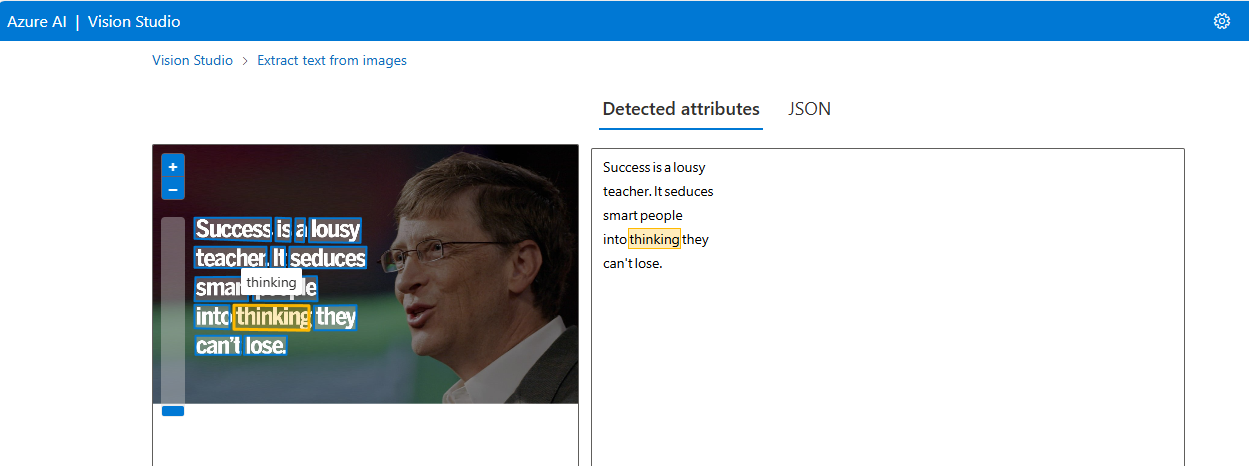 Azure AI | Vision Studio
Vision Studio > Extract text from images
Detected attributes JSON
+
−
Success is a lousy
teacher. It seduces
thinking
into thinking they
can't lose.
Success is a lousy
teacher. It seduces
smart people
into thinking they
can't lose.